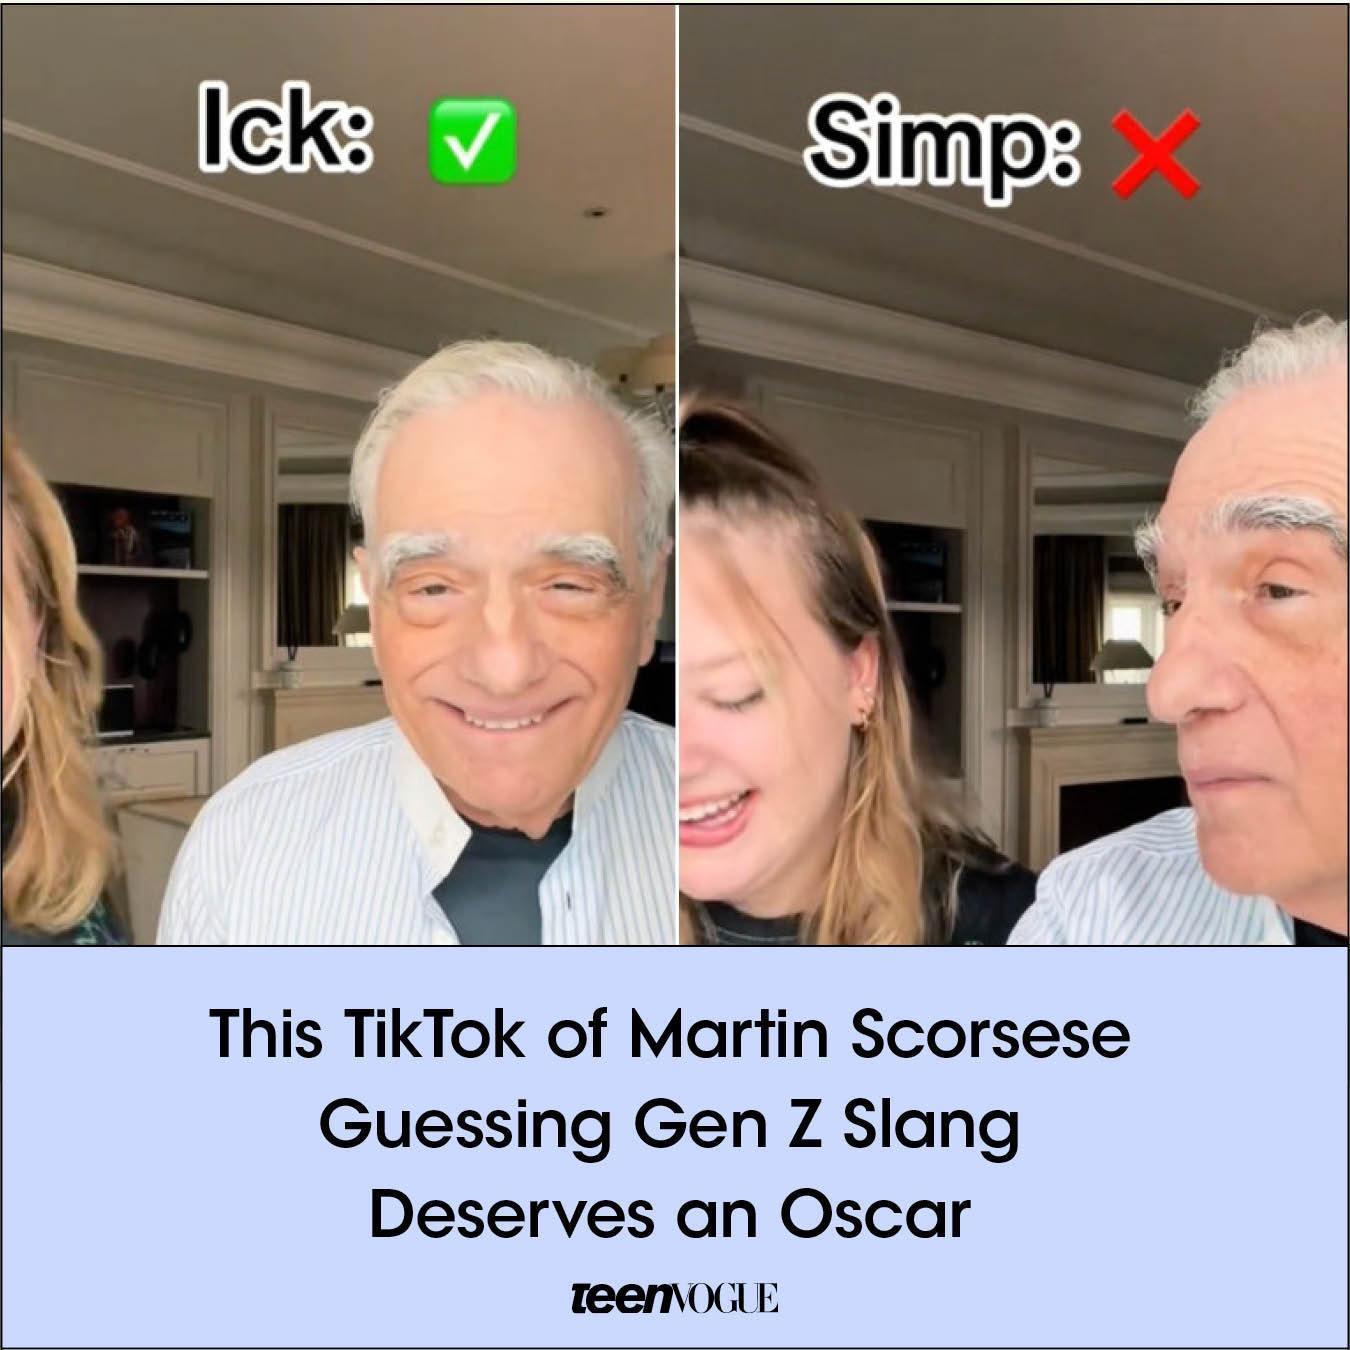 Ick: ✅
Simp: ❌
This TikTok of Martin Scorsese
Guessing Gen Z Slang
Deserves an Oscar
teenVOGUE